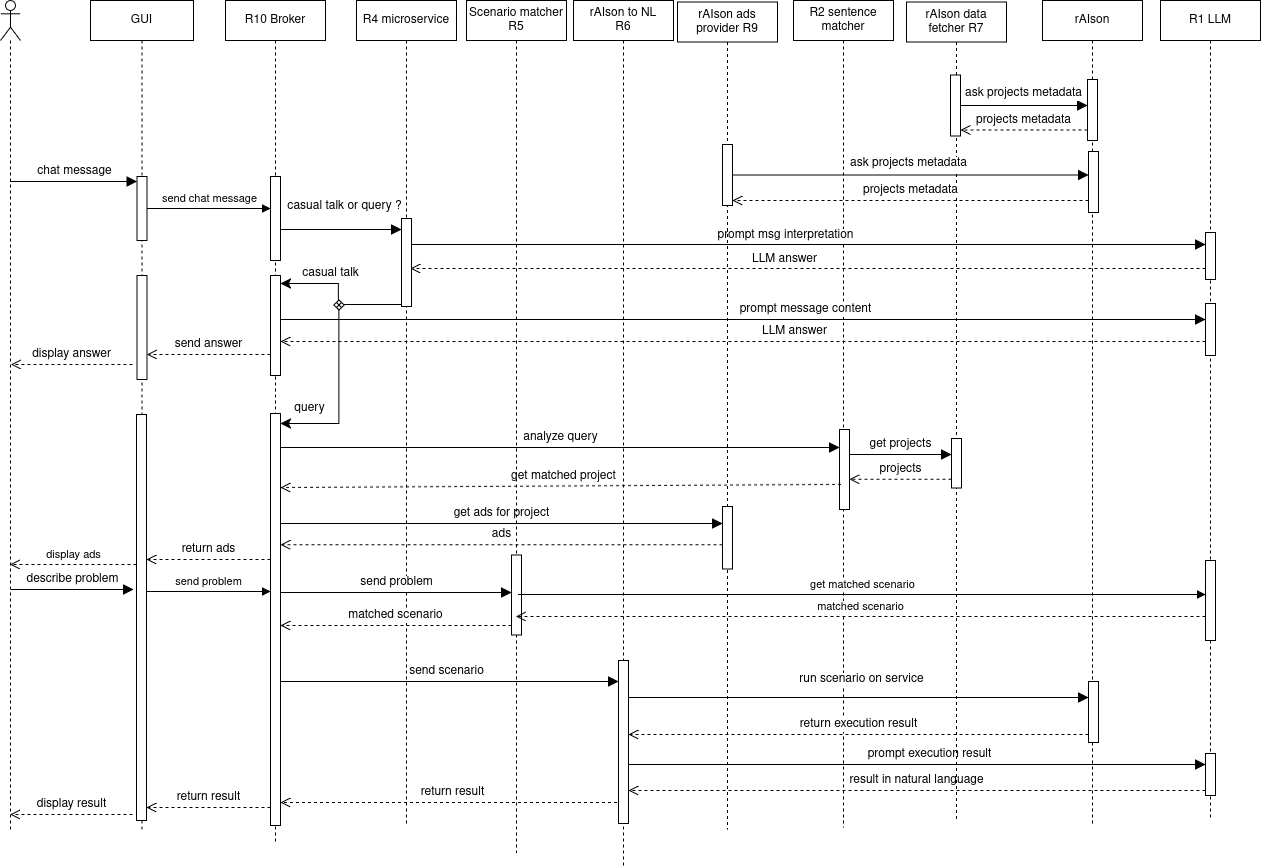 GUI
R10 Broker
R4 microservice
Scenario matcher
R5
rAIson to NL
R6
rAIson ads
provider R9
R2 sentence
matcher
rAIson data
fetcher R7
rAIson
R1 LLM
ask projects metadata
projects metadata
chat message
ask projects metadata
send chat message
projects metadata
casual talk or query ?
prompt msg interpretation
LLM answer
casual talk
prompt message content
LLM answer
send answer
display answer
query
analyze query
get projects
projects
get matched project
get ads for project
ads
return ads
display ads
describe problem
send problem
send problem
get matched scenario
matched scenario
matched scenario
send scenario
run scenario on service
return execution result
prompt execution result
result in natural language
return result
return result
display result